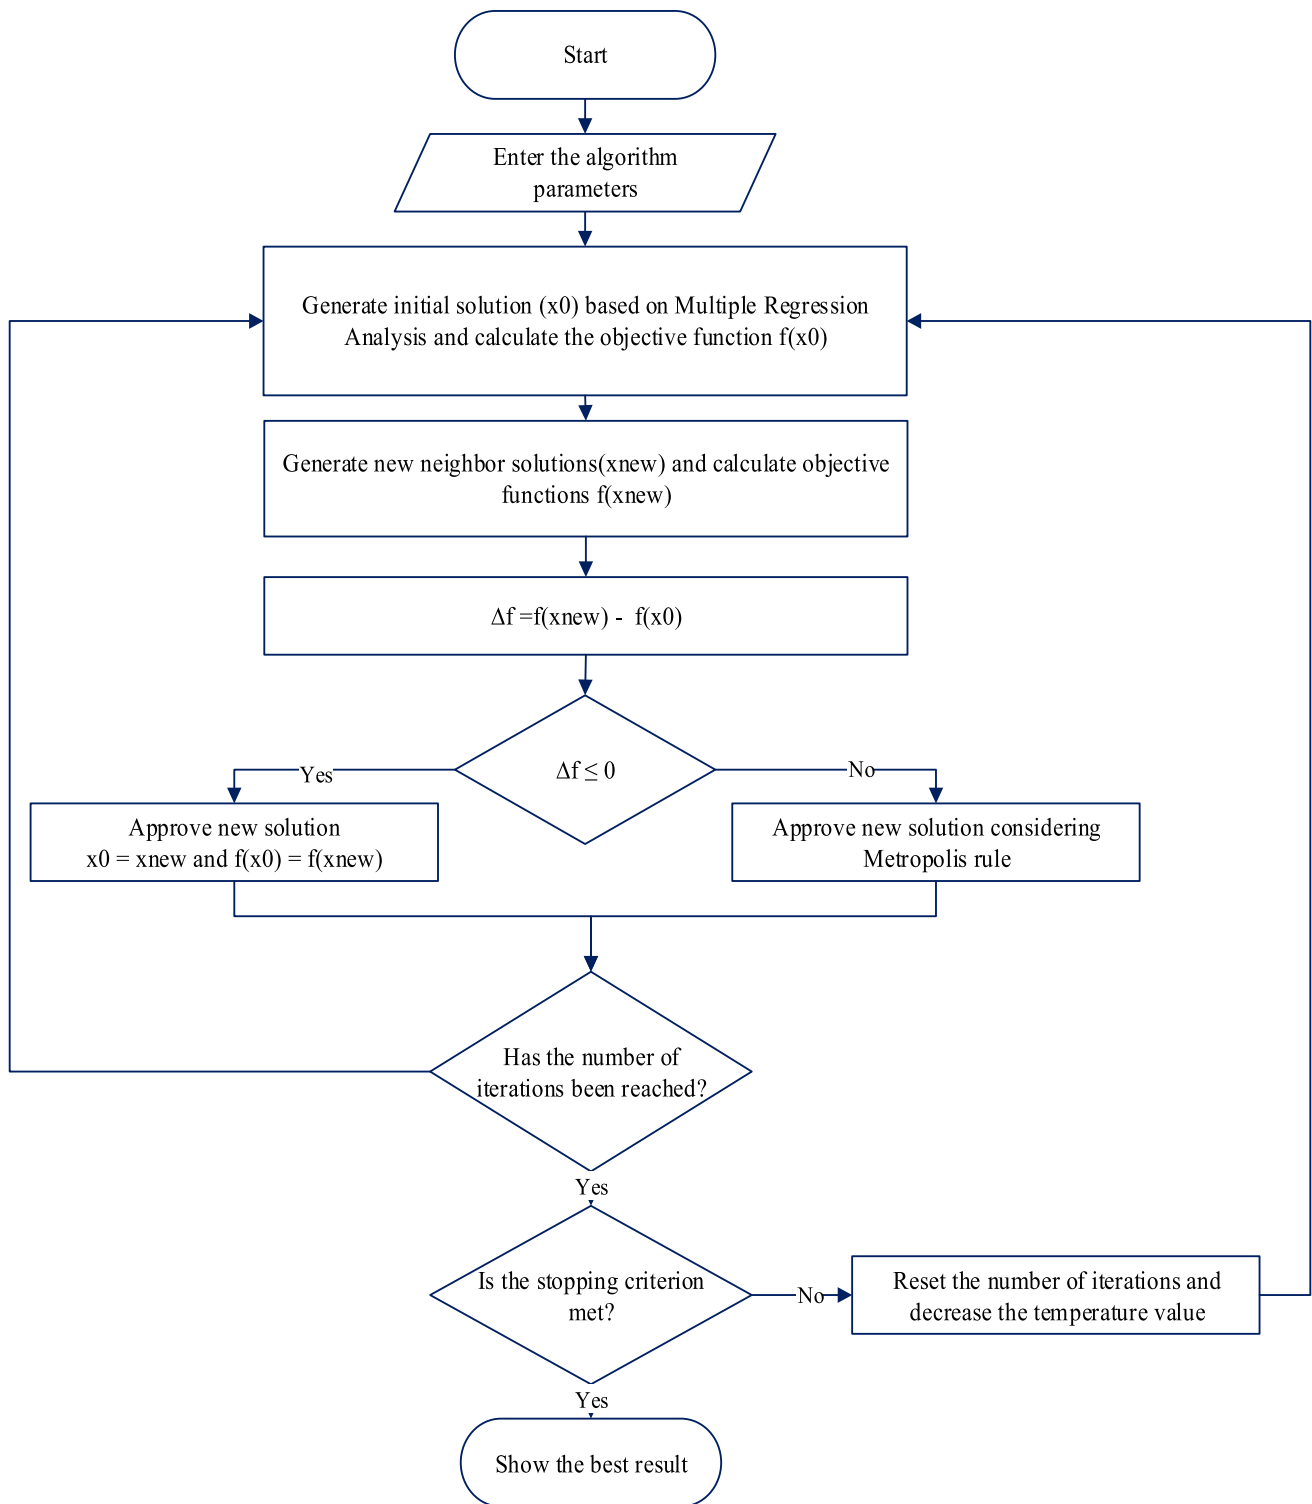 Start
Enter the algorithm
parameters
Generate initial solution (x0) based on Multiple Regression
Analysis and calculate the objective function f(x0)
Generate new neighbor solutions(xnew) and calculate objective
functions f(xnew)
Δf =f(xnew) - f(x0)
Δf ≤ 0
Yes
No
Approve new solution
x0 = xnew and f(x0) = f(xnew)
Approve new solution considering
Metropolis rule
Has the number of
iterations been reached?
Yes
Is the stopping criterion
met?
No
Reset the number of iterations and
decrease the temperature value
Yes
Show the best result